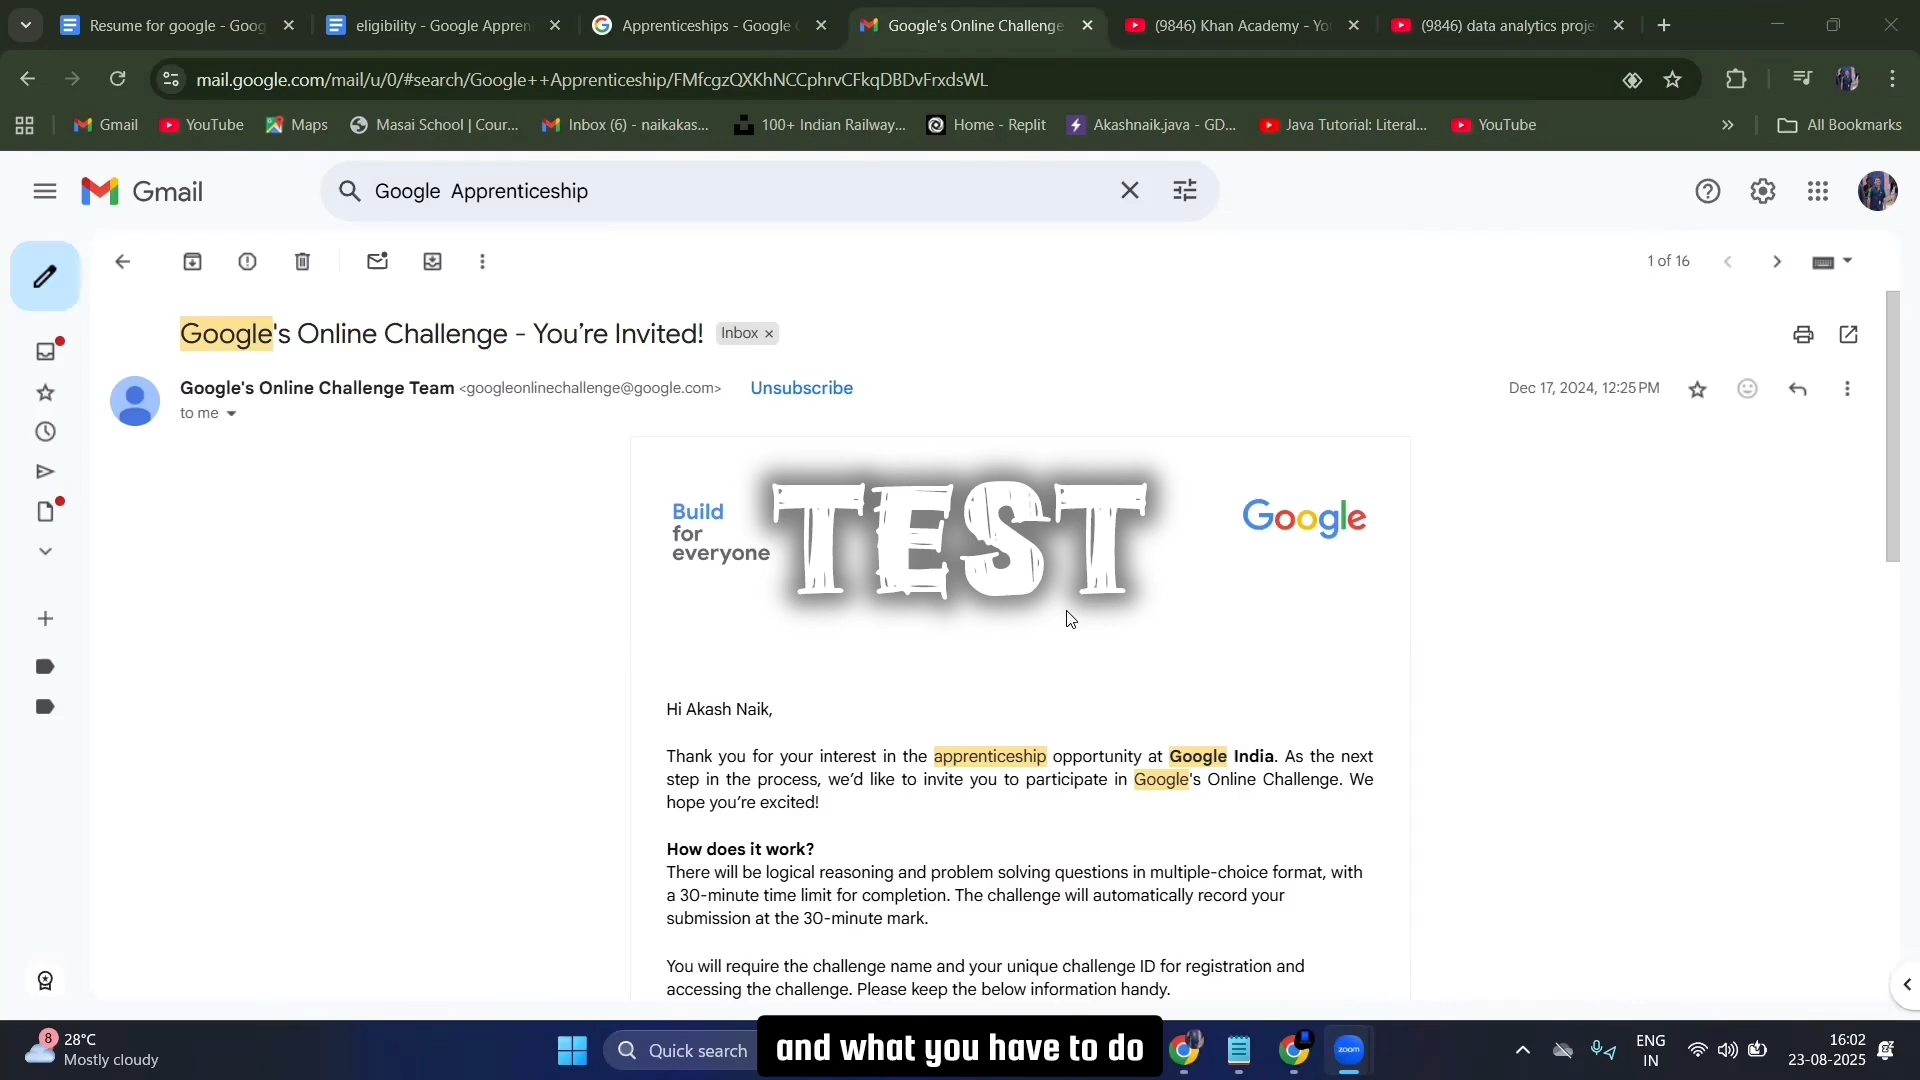 Resume for google - Goog
eligibility - Google Appren
Apprenticeships - Google
Google's Online Challenge
(9846) Khan Academy - Yo
(9846) data analytics proje
mail.google.com/mail/u/0/#search/Google++Apprenticeship/FMfcgzQXKhNCCphrvCFkqDBDvFrxdsWL
Gmail
YouTube
Maps
Masai School | Cour...
Inbox (6) - naikakas...
100+ Indian Railway...
Home - Replit
Akashnaik.java - GD...
Java Tutorial: Literal...
YouTube
All Bookmarks
Gmail
Google Apprenticeship
1 of 16
Google's Online Challenge - You're Invited!
Inbox
Google's Online Challenge Team <googleonlinechallenge@google.com> Unsubscribe
Dec 17, 2024, 12:25 PM
to me
Build
for
everyone
TEST
Google
Hi Akash Naik,
Thank you for your interest in the apprenticeship opportunity at Google India. As the next
step in the process, we'd like to invite you to participate in Google's Online Challenge. We
hope you're excited!
How does it work?
There will be logical reasoning and problem solving questions in multiple-choice format, with
a 30-minute time limit for completion. The challenge will automatically record your
submission at the 30-minute mark.
You will require the challenge name and your unique challenge ID for registration and
accessing the challenge. Please keep the below information handy.
8
28°C
Mostly cloudy
Quick search
and what you have to do
zoom
ENG
IN
16:02
23-08-2025